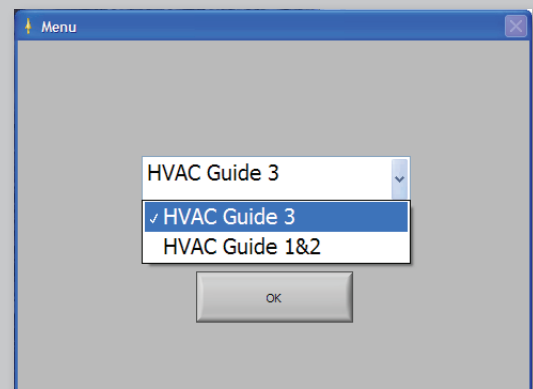 Menu
HVAC Guide 3
✓ HVAC Guide 3
HVAC Guide 1&2
OK